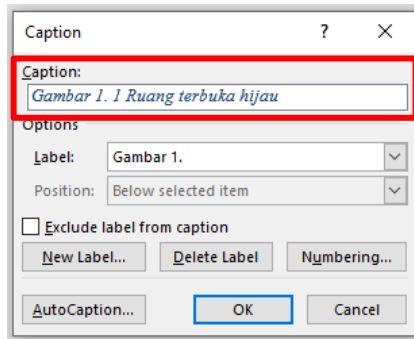 Caption ? ×
Caption:
Gambar 1. 1 Ruang terbuka hijau
Options
Label: Gambar 1.
Position: Below selected item
Exclude label from caption
New Label... Delete Label Numbering...
AutoCaption... OK Cancel